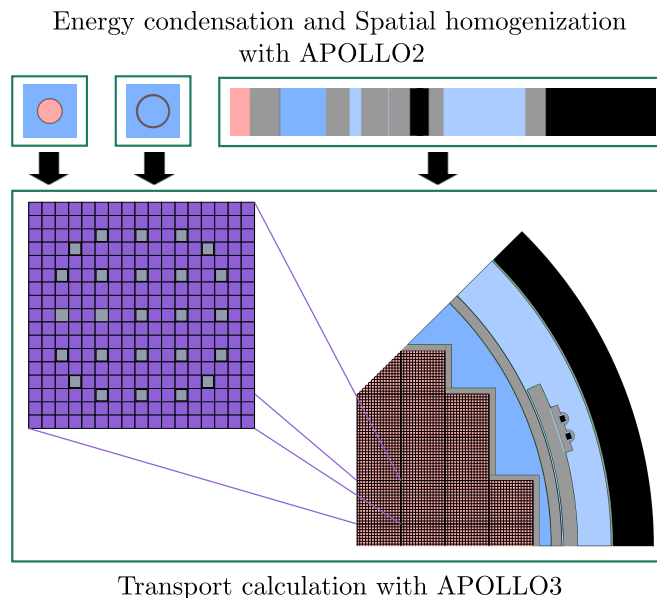 Energy condensation and Spatial homogenization
with APOLLO2
Transport calculation with APOLLO3